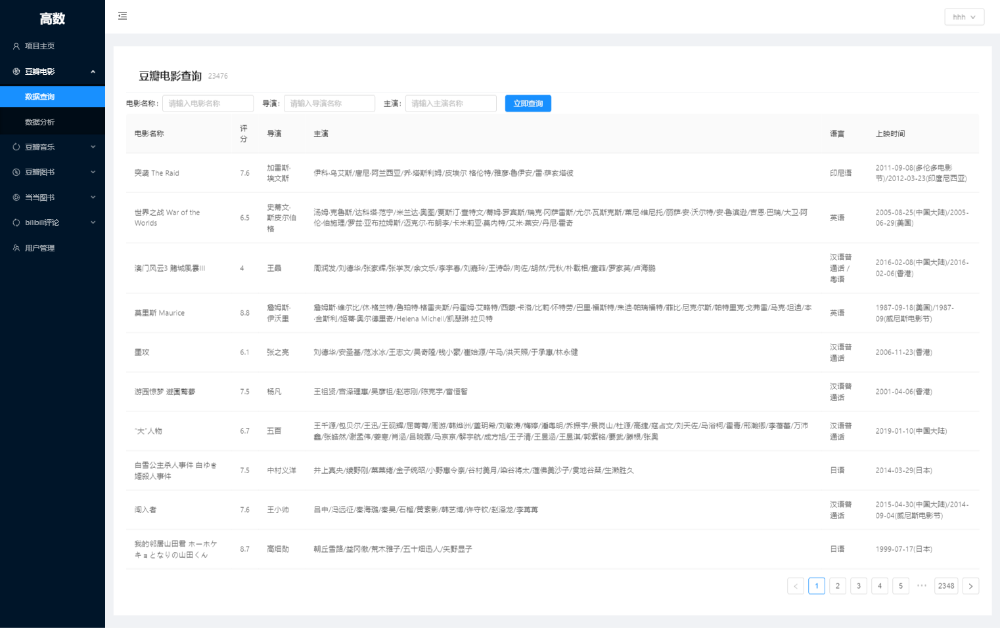 高数
hhh
项目主页
豆瓣电影
数据查询
数据分析
豆瓣音乐
豆瓣图书
当当图书
bilibili评论
用户管理
豆瓣电影查询 23476
电影名称： 请输入电影名称 导演： 请输入导演名称 主演： 请输入主演名称 立即查询
电影名称 评分 导演 主演 语言 上映时间
突袭 The Raid 7.6 加雷斯·埃文斯 伊科·乌艾斯/唐尼·阿兰西亚/乔·塔斯利姆/皮埃尔 格伦特/雅彦·鲁伊安/雷·萨亥塔彼 印尼语 2011-09-08(多伦多电影节)/2012-03-23(印度尼西亚)
世界之战 War of the Worlds 6.5 史蒂文·斯皮尔伯格 汤姆·克鲁斯/达科塔·范宁/米兰达·奥图/贾斯汀·查特文/蒂姆·罗宾斯/瑞克·冈萨雷斯/尤尔·瓦斯克斯/莱尼·维尼托/丽萨·安·沃尔特/安·鲁滨逊/吉恩·巴瑞/大卫·阿伦·伯施理/罗兹·亚布拉姆斯/迈克尔·布朗李/卡米莉亚·莫内特/艾米·莱安/丹尼·霍奇 英语 2005-08-25(中国大陆)/2005-06-29(美国)
澳门风云3 賭城風雲III 4 王晶 周润发/刘德华/张家辉/张学友/余文乐/李宇春/刘嘉玲/王诗龄/向佐/胡然/元秋/朴载相/童菲/罗家英/卢海鹏 汉语普通话 / 粤语 2016-02-08(中国大陆)/2016-02-06(香港)
莫里斯 Maurice 8.8 詹姆斯·伊沃里 詹姆斯·维尔比/休·格兰特/鲁珀特·格雷夫斯/丹霍姆·艾略特/西蒙·卡洛/比莉·怀特劳/巴里·福斯特/朱迪·帕瑞福特/菲比·尼克尔斯/帕特里克·戈弗雷/马克·坦迪/本·金斯利/姬蒂·奥尔德里奇/Helena Michell/凯瑟琳·拉贝特 英语 1987-09-18(美国)/1987-09(威尼斯电影节)
墨攻 6.1 张之亮 刘德华/安圣基/范冰冰/王志文/吴奇隆/钱小豪/崔始源/午马/洪天照/于承惠/林永健 汉语普通话 2006-11-23(香港)
游园惊梦 遊園驚夢 7.5 杨凡 王祖贤/宫泽理惠/吴彦祖/赵志刚/陈克宇/富恒智 汉语普通话 2001-04-06(香港)
“大”人物 6.7 五百 王千源/包贝尔/王迅/王砚辉/屈菁菁/周游/韩烨洲/盖玥希/刘敏涛/梅婷/潘粤明/乔振宇/景岗山/杜源/高捷/寇占文/刘天佐/马浴柯/霍青/邢瀚卿/李蓓蕾/万沛鑫/张皓然/谢孟伟/姜寒/肖涵/吕晓霖/马京京/黎宇航/成方旭/王子清/王昱涵/王昱淇/郭紫铭/要武/滕根/张奥 汉语普通话 2019-01-10(中国大陆)
白雪公主杀人事件 白ゆき姫殺人事件 7.5 中村义洋 井上真央/绫野刚/菜菜绪/金子统昭/小野惠令奈/谷村美月/染谷将太/莲佛美沙子/贯地谷栞/生濑胜久 日语 2014-03-29(日本)
闯入者 7.6 王小帅 吕中/冯远征/秦海璐/秦昊/石榴/黄素影/韩艺博/许守钦/赵泽龙/李苒苒 汉语普通话 2015-04-30(中国大陆)/2014-09-04(威尼斯电影节)
我的邻居山田君 ホーホケキョとなりの山田くん 8.7 高畑勋 朝丘雪路/益冈徹/荒木雅子/五十畑迅人/矢野显子 日语 1999-07-17(日本)
< 1 2 3 4 5 ••• 2348 >